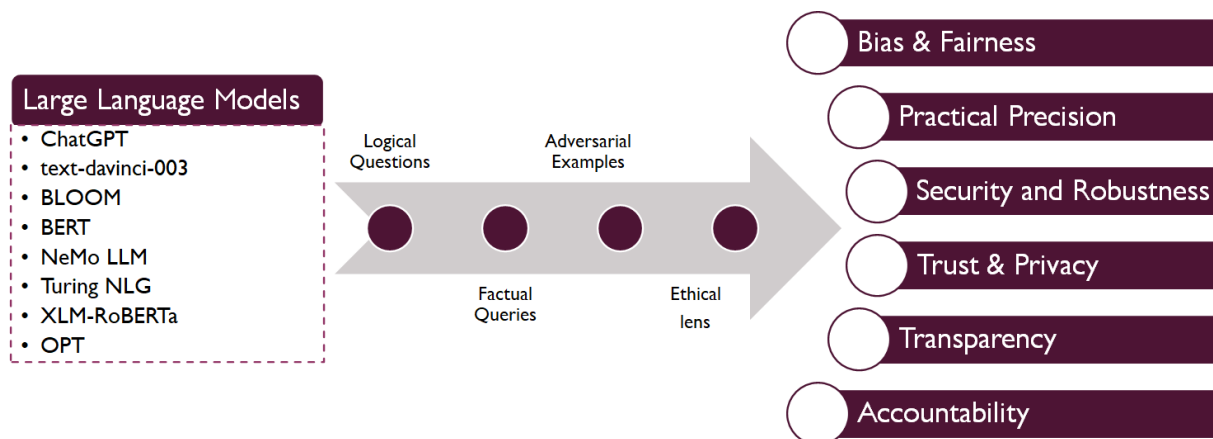 Large Language Models
• ChatGPT
• text-davinci-003
• BLOOM
• BERT
• NeMo LLM
• Turing NLG
• XLM-RoBERTa
• OPT
Logical
Questions
Factual
Queries
Adversarial
Examples
Ethical
lens
Bias & Fairness
Practical Precision
Security and Robustness
Trust & Privacy
Transparency
Accountability